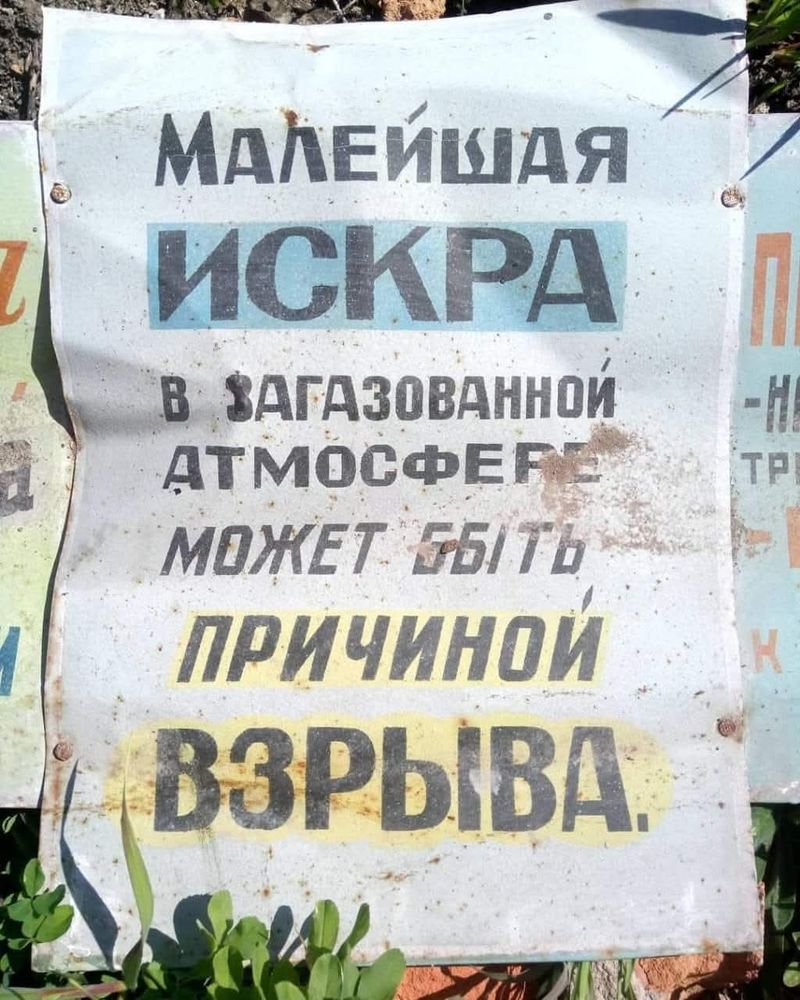 МАЛЕЙШАЯ
ИСКРА
В ЗАГАЗОВАННОЙ
АТМОСФЕРЕ
МОЖЕТ БЫТЬ
ПРИЧИНОЙ
ВЗРЫВА.